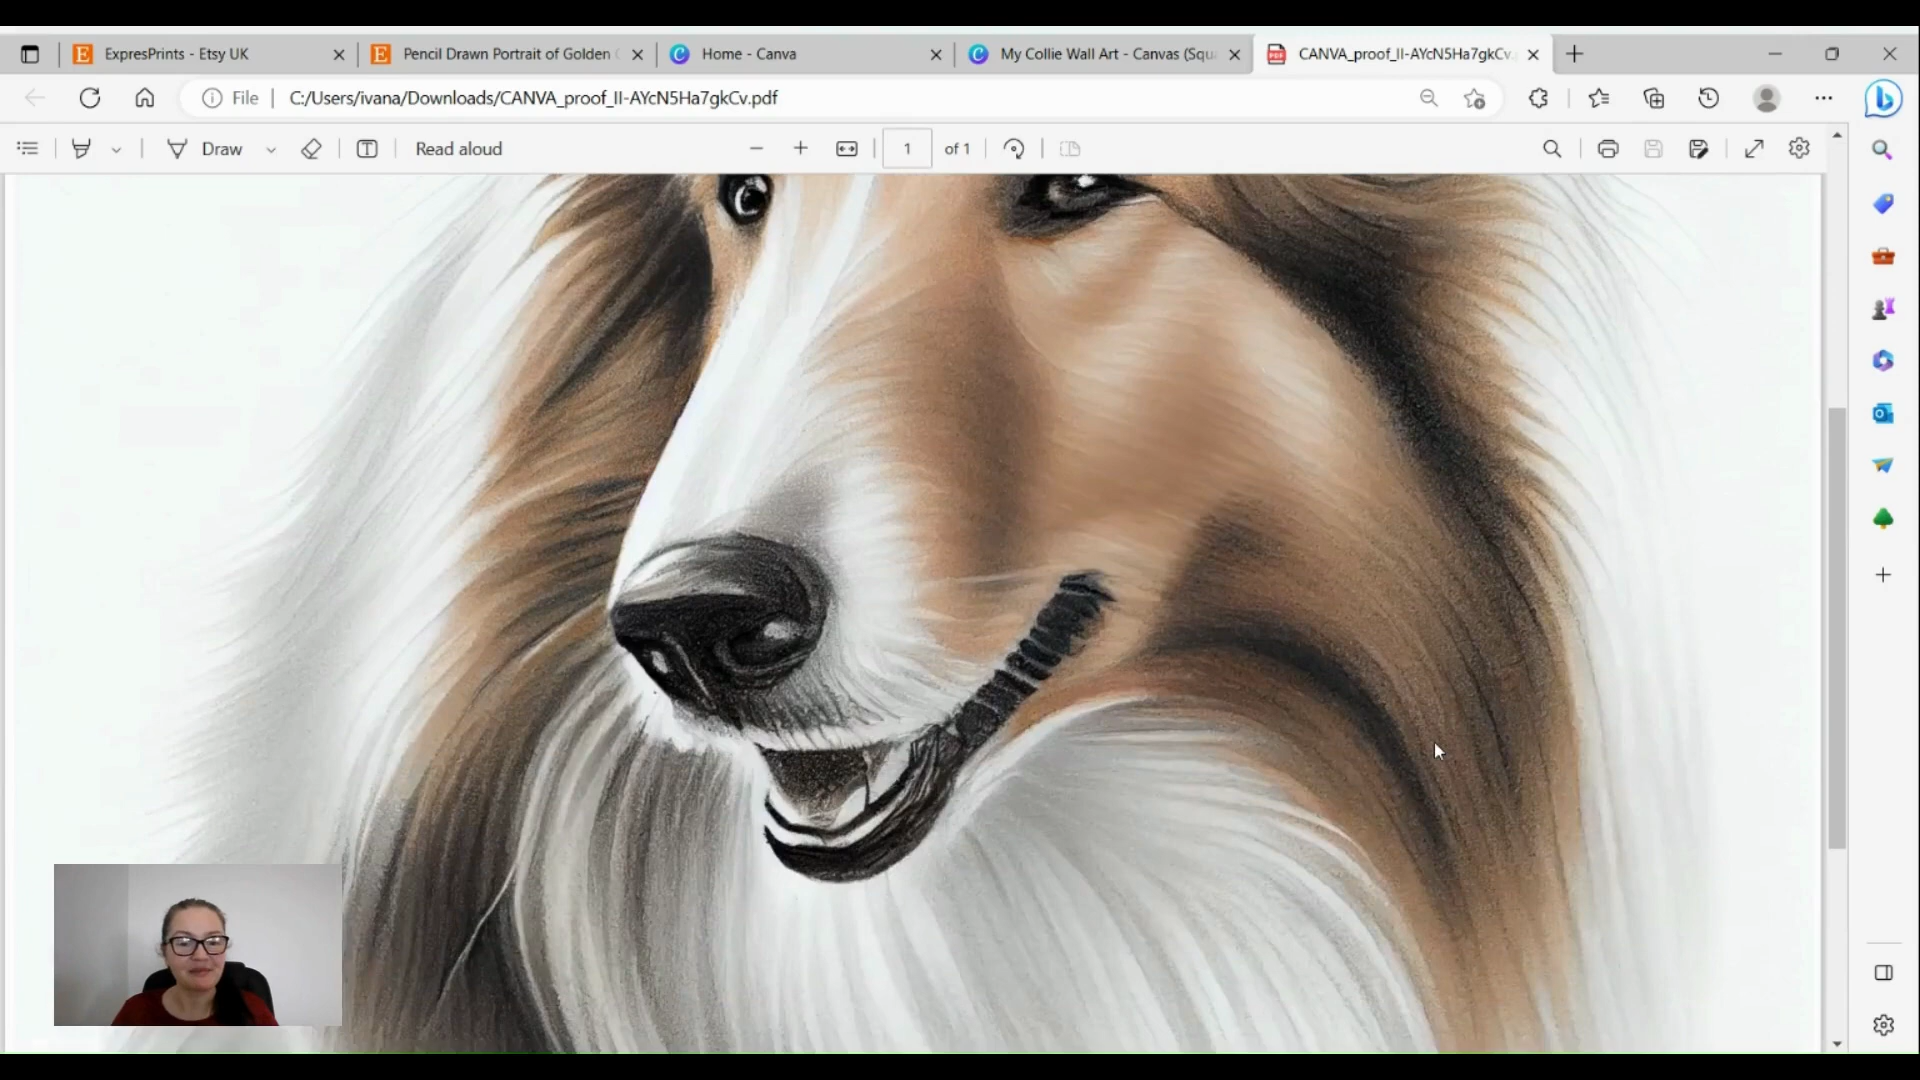 ExpresPrints - Etsy UK
Pencil Drawn Portrait of Golden
Home - Canva
My Collie Wall Art - Canvas (Squ
CANVA_proof_II-AYcN5Ha7gkCv.
File
C:/Users/ivana/Downloads/CANVA_proof_II-AYcN5Ha7gkCv.pdf
Draw
Read aloud
1
of 1